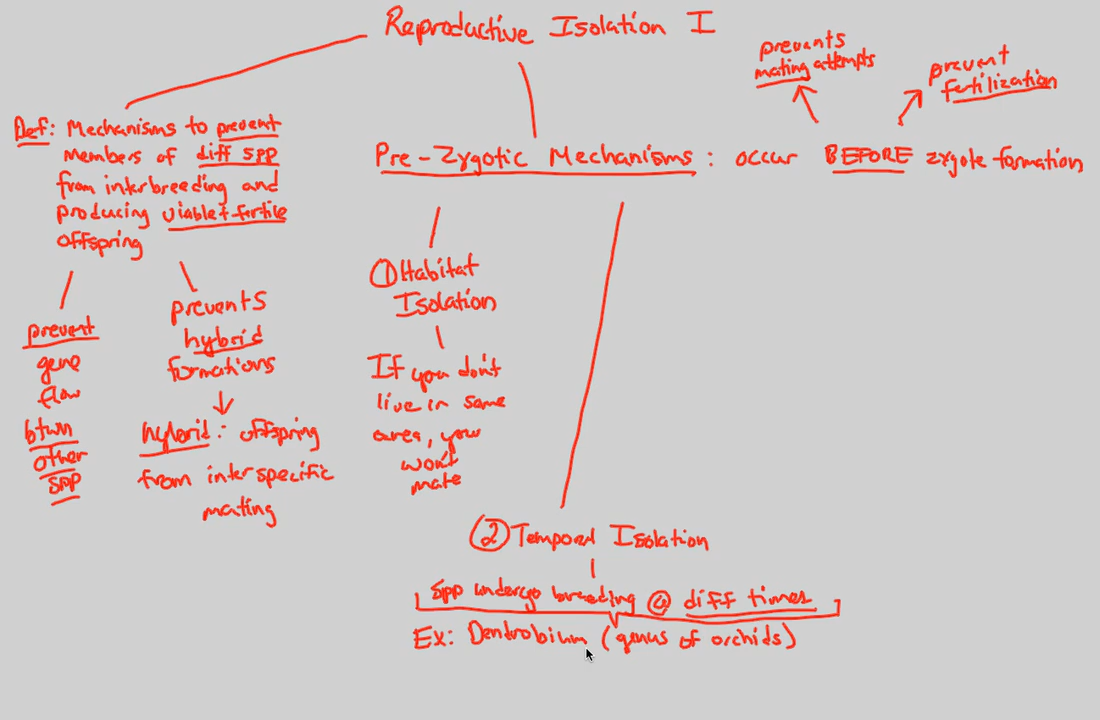 Reproductive Isolation I
prevents
mating attempts
prevent
fertilization
Def: Mechanisms to prevent
members of diff spp
from interbreeding and
producing viable + fertile
offspring
Pre-Zygotic Mechanisms: occur BEFORE zygote formation
prevent
gene
flow
btwn
other
spp
prevents
hybrid
formations
hybrid: offspring
from interspecific
mating
① Habitat
Isolation
If you don't
live in same
area, you
won't
mate
② Temporal Isolation
Spp undergo breeding @ diff times
Ex: Dendrobium (genus of orchids)